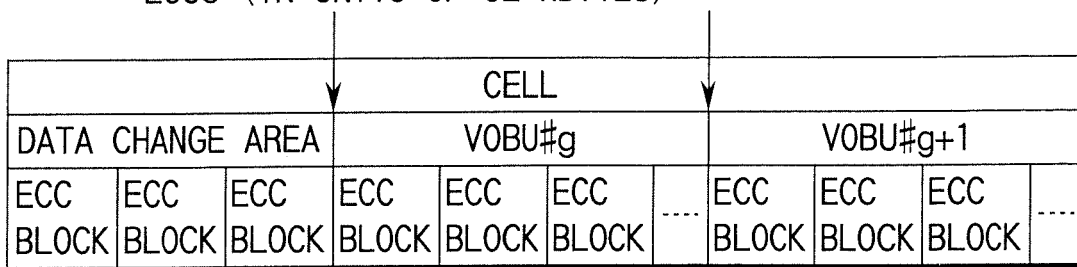 CELL
DATA CHANGE AREA VOBU#g VOBU#g+1
ECC ECC ECC ECC ECC ECC ECC ECC ECC
BLOCK BLOCK BLOCK BLOCK BLOCK BLOCK .... BLOCK BLOCK BLOCK ....